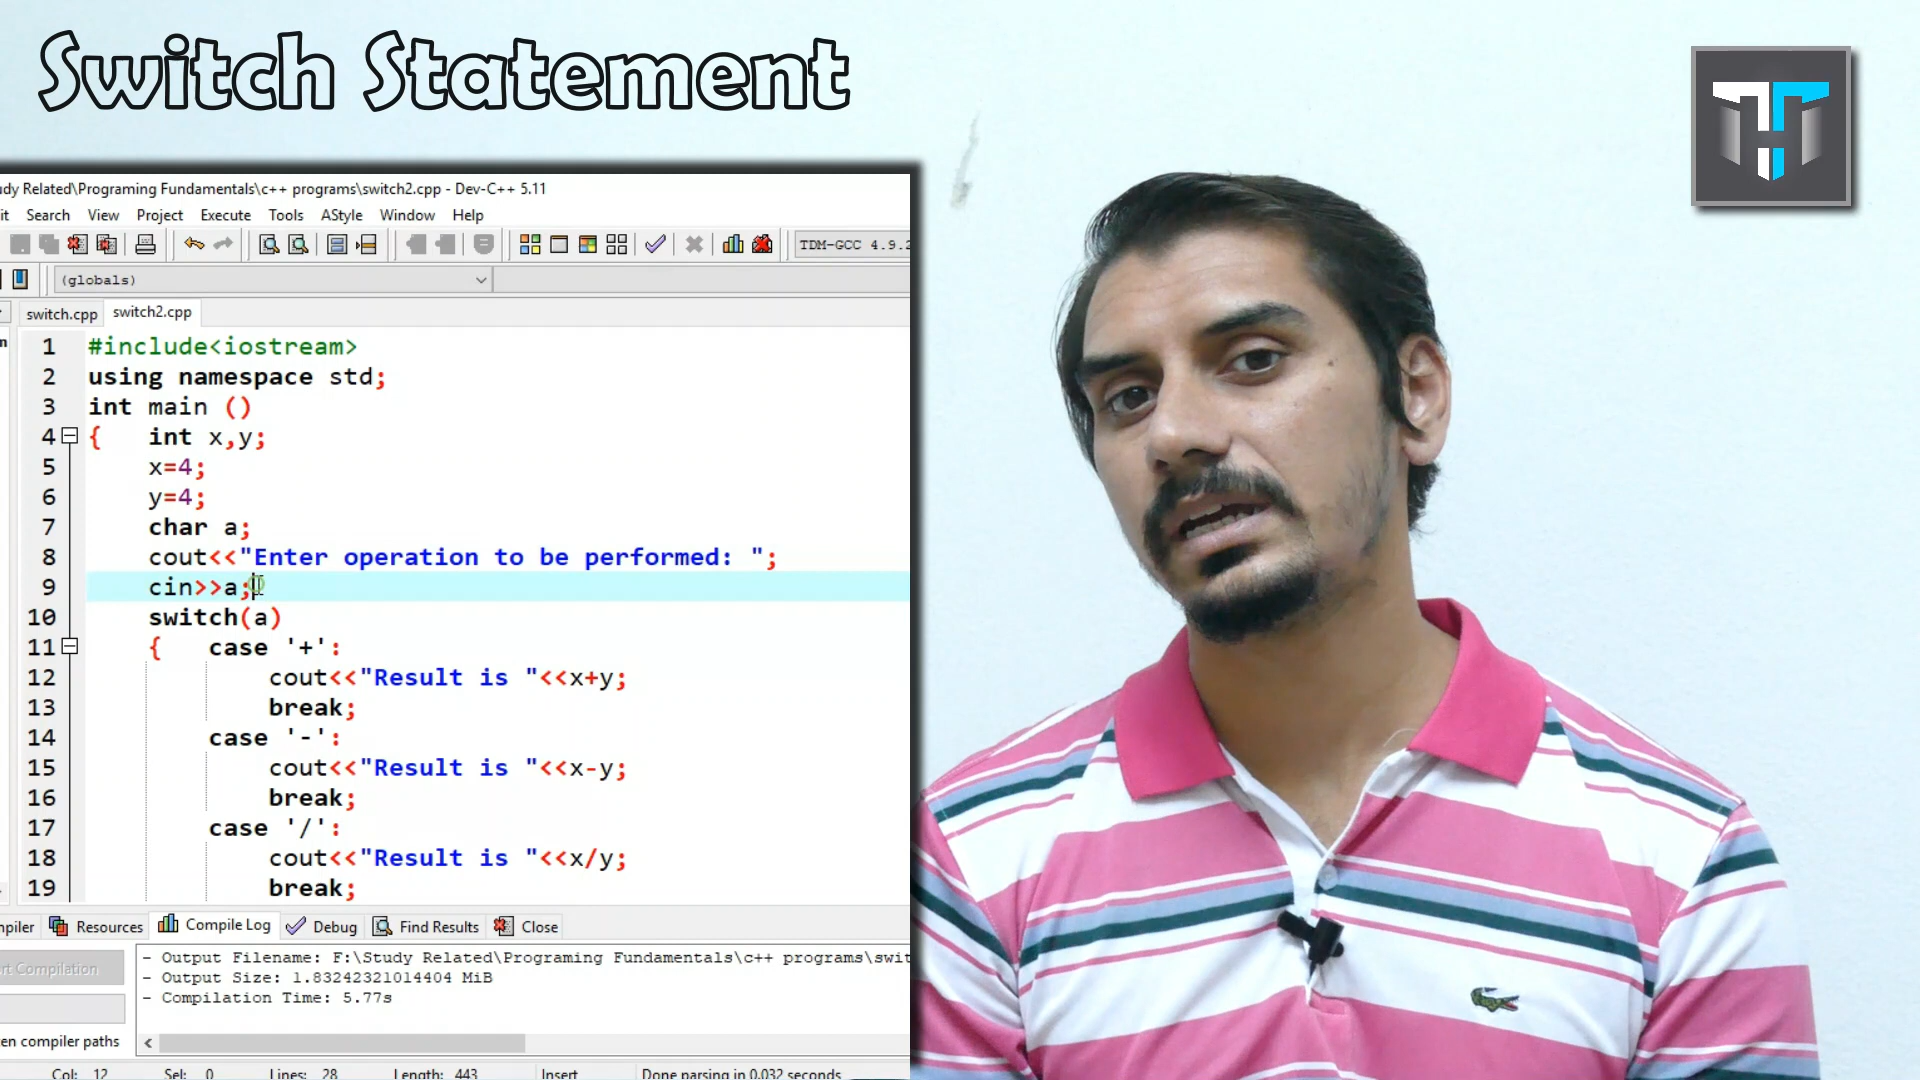 Switch Statement
dy Related\Programing Fundamentals\c++ programs\switch2.cpp - Dev-C++ 5.11
it Search View Project Execute Tools AStyle Window Help
TDM-GCC 4.9.2
(globals)
switch.cpp switch2.cpp
1 #include<iostream>
2 using namespace std;
3 int main ()
4 { int x,y;
5 x=4;
6 y=4;
7 char a;
8 cout<<"Enter operation to be performed: ";
9 cin>>a;
10 switch(a)
11 { case '+':
12 cout<<"Result is "<<x+y;
13 break;
14 case '-':
15 cout<<"Result is "<<x-y;
16 break;
17 case '/':
18 cout<<"Result is "<<x/y;
19 break;
mpiler Resources Compile Log Debug Find Results Close
rt Compilation
- Output Filename: F:\Study Related\Programing Fundamentals\c++ programs\swit
- Output Size: 1.83242321014404 MiB
- Compilation Time: 5.77s
en compiler paths
Col: 12 Sel: 0 Lines: 28 Length: 443 Insert Done parsing in 0.032 seconds